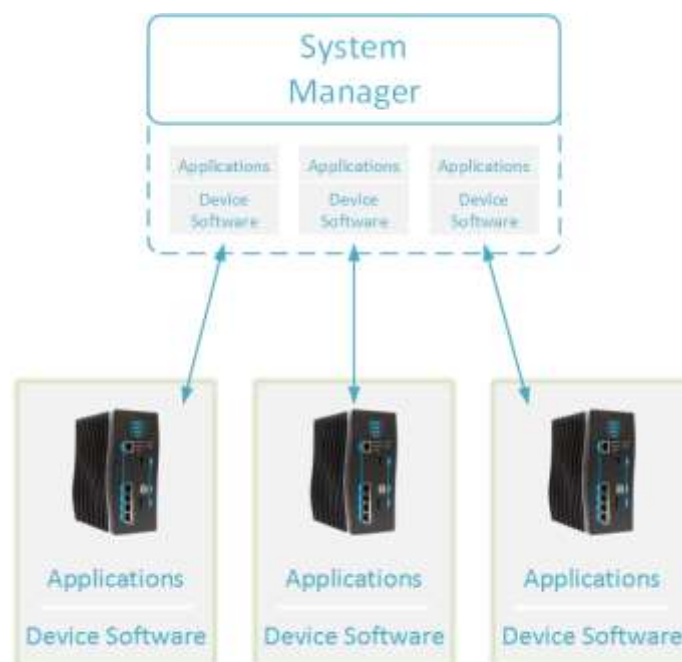 System
Manager
Applications Applications Applications
Device Device Device
Software Software Software
Applications Applications Applications
Device Software Device Software Device Software